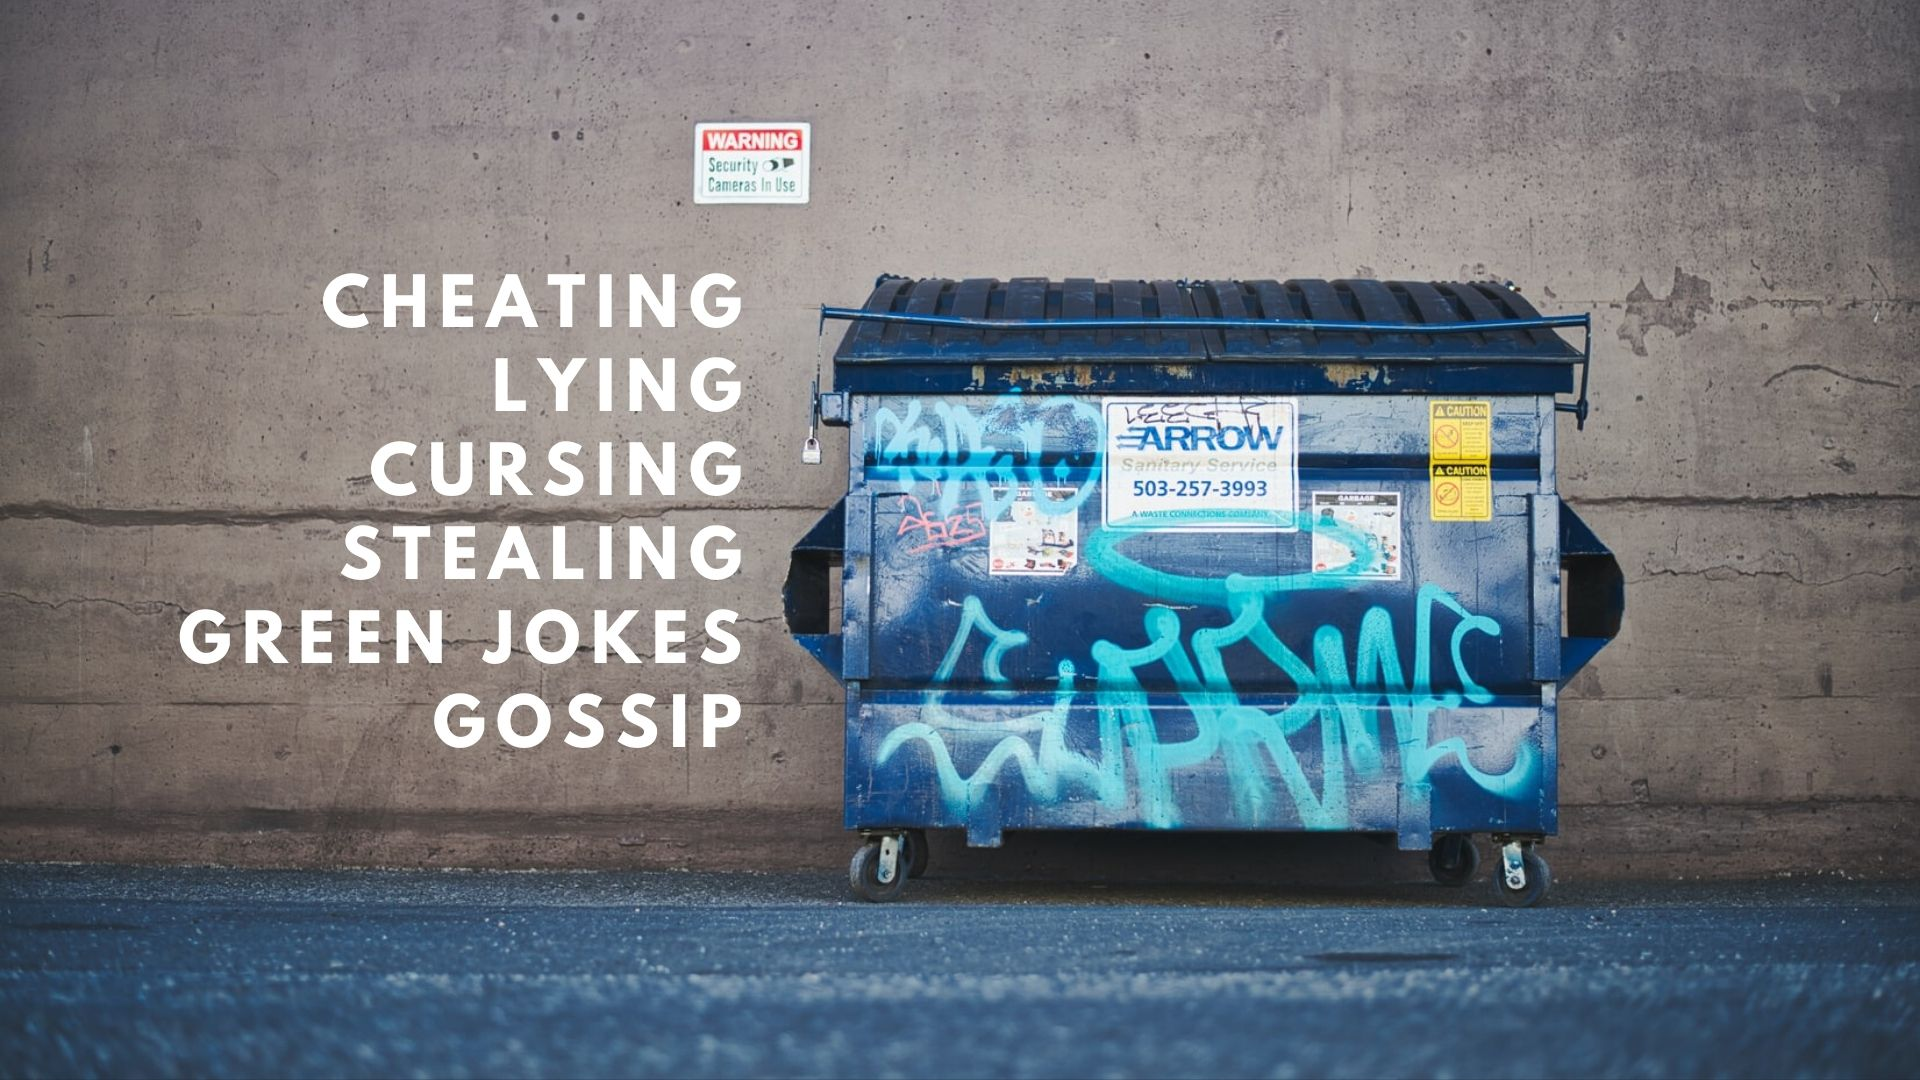 WARNING
Security
Cameras In Use
CHEATING
LYING
CURSING
STEALING
GREEN JOKES
GOSSIP
ARROW
Sanitary Service
503-257-3993
A WASTE CONNECTIONS COMPANY
CAUTION
CAUTION
GARBAGE
GARBAGE